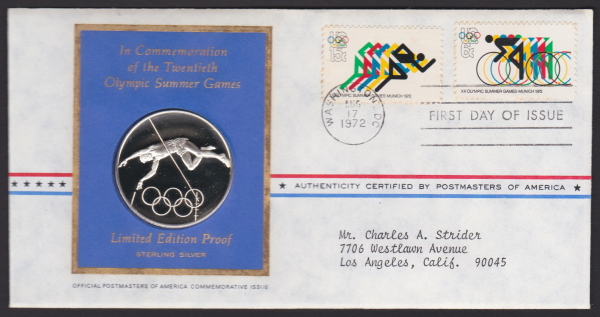 In Commemoration
of the Twentieth
Olympic Summer Games
Limited Edition Proof
STERLING SILVER
OFFICIAL POSTMASTERS OF AMERICA COMMEMORATIVE ISSUE
XX OLYMPIC SUMMER GAMES MUNICH 1972
XX OLYMPIC SUMMER GAMES MUNICH 1972
WASHINGTON, DC
AUG
17
1972
FIRST DAY OF ISSUE
AUTHENTICITY CERTIFIED BY POSTMASTERS OF AMERICA
Mr. Charles A. Strider
7706 Westlawn Avenue
Los Angeles, Calif. 90045